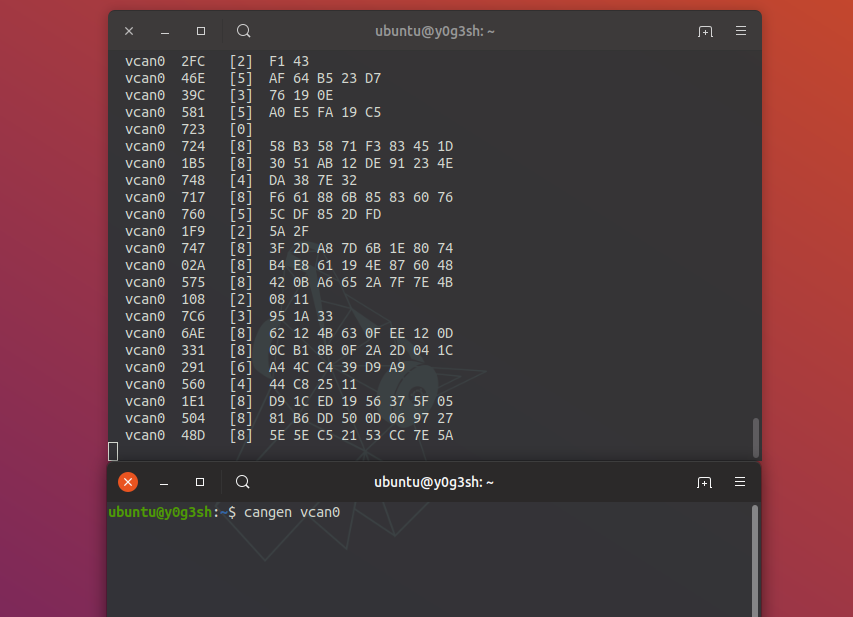 ubuntu@y0g3sh: ~
vcan0  2FC   [2]  F1 43
vcan0  46E   [5]  AF 64 B5 23 D7
vcan0  39C   [3]  76 19 0E
vcan0  581   [5]  A0 E5 FA 19 C5
vcan0  723   [0]
vcan0  724   [8]  58 B3 58 71 F3 83 45 1D
vcan0  1B5   [8]  30 51 AB 12 DE 91 23 4E
vcan0  748   [4]  DA 38 7E 32
vcan0  717   [8]  F6 61 88 6B 85 83 60 76
vcan0  760   [5]  5C DF 85 2D FD
vcan0  1F9   [2]  5A 2F
vcan0  747   [8]  3F 2D A8 7D 6B 1E 80 74
vcan0  02A   [8]  B4 E8 61 19 4E 87 60 48
vcan0  575   [8]  42 0B A6 65 2A 7F 7E 4B
vcan0  108   [2]  08 11
vcan0  7C6   [3]  95 1A 33
vcan0  6AE   [8]  62 12 4B 63 0F EE 12 0D
vcan0  331   [8]  0C B1 8B 0F 2A 2D 04 1C
vcan0  291   [6]  A4 4C C4 39 D9 A9
vcan0  560   [4]  44 C8 25 11
vcan0  1E1   [8]  D9 1C ED 19 56 37 5F 05
vcan0  504   [8]  81 B6 DD 50 0D 06 97 27
vcan0  48D   [8]  5E 5E C5 21 53 CC 7E 5A
ubuntu@y0g3sh: ~
ubuntu@y0g3sh:~$ cangen vcan0